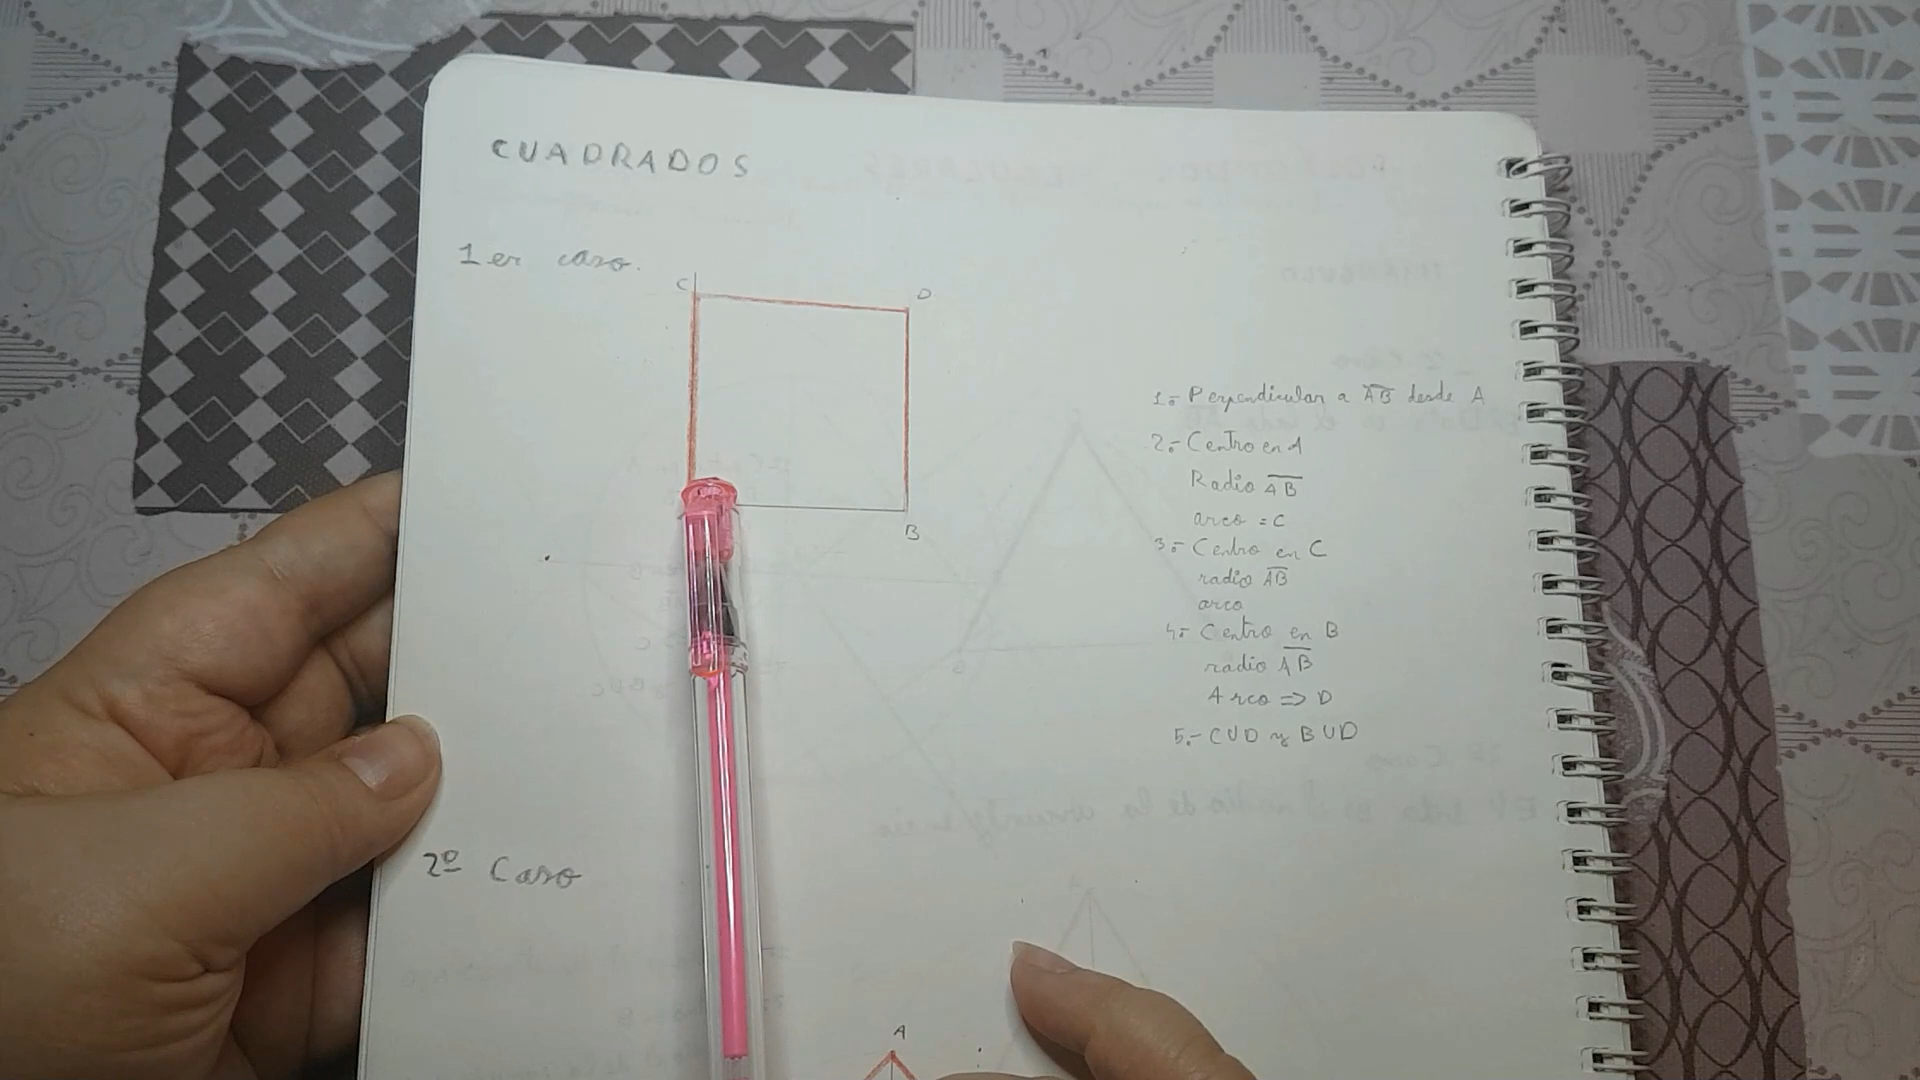 CUADRADOS
1er caso.
C
D
B
1.- Perpendicular a AB desde A
2.- Centro en A
Radio AB
arco = C
3.- Centro en C
radio AB
arco
4.- Centro en B
radio AB
Arco => D
5.- CUD y BUD
2º Caso
A